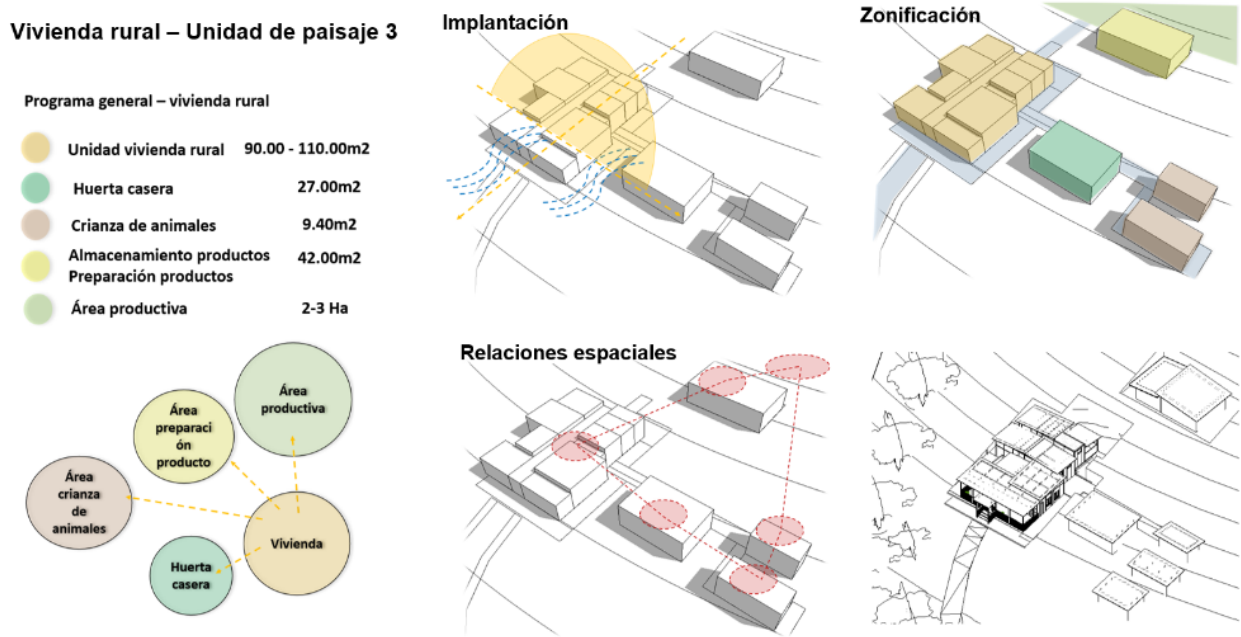 Vivienda rural – Unidad de paisaje 3
Programa general – vivienda rural
Unidad vivienda rural 90.00 - 110.00m2
Huerta casera 27.00m2
Crianza de animales 9.40m2
Almacenamiento productos 42.00m2
Preparación productos
Área productiva 2-3 Ha
Implantación
Zonificación
Relaciones espaciales
Área
productiva
Área
preparaci
ón
producto
Área
crianza
de
animales
Vivienda
Huerta
casera